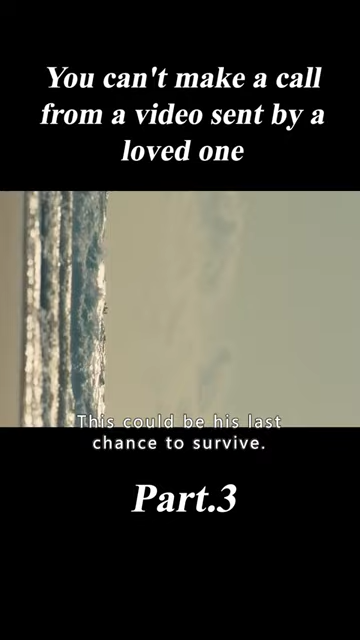 You can't make a call
from a video sent by a
loved one
This could be his last
chance to survive.
Part.3